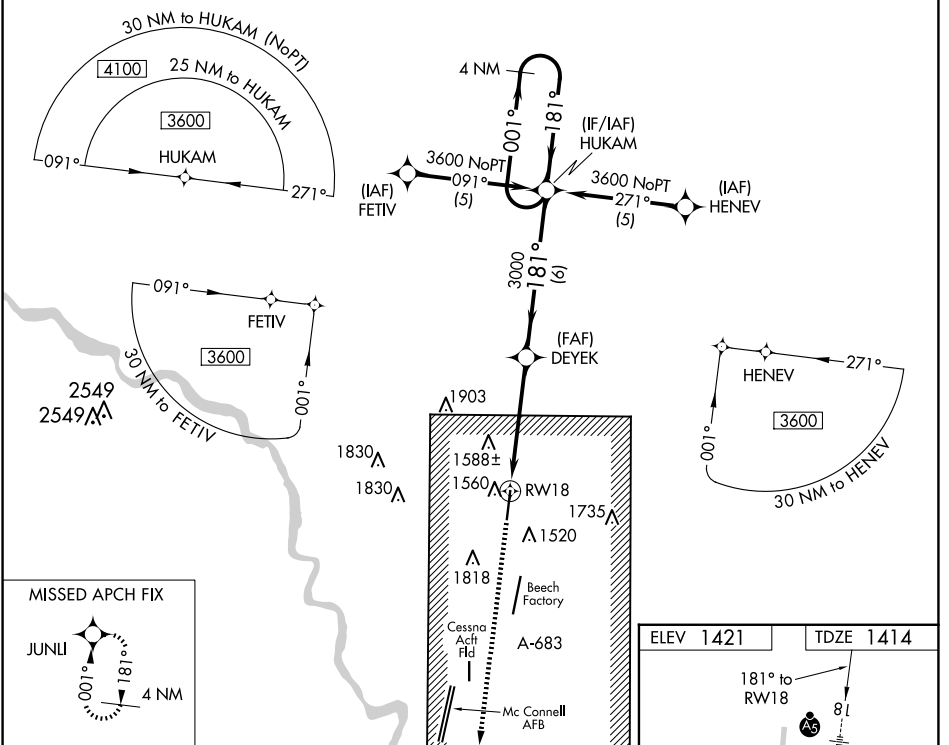 30 NM to HUKAM (NoPT)
4100
25 NM to HUKAM
3600
HUKAM
091°
271°
4 NM
001°
181°
(IF/IAF)
HUKAM
3600 NoPT
091°
(5)
(IAF)
FETIV
3600 NoPT
271°
(5)
(IAF)
HENEV
3000
181°
(6)
(FAF)
DEYEK
091°
FETIV
3600
001°
30 NM to FETIV
2549
2549
HENEV
271°
3600
001°
30 NM to HENEV
1903
1830
1588±
1830
1560
RW18
1735
1520
1818
Beech
Factory
Cessna
Acft
Fld
A-683
Mc Connell
AFB
MISSED APCH FIX
JUNLI
001°
181°
4 NM
ELEV 1421
TDZE 1414
181° to
RW18
18
A5